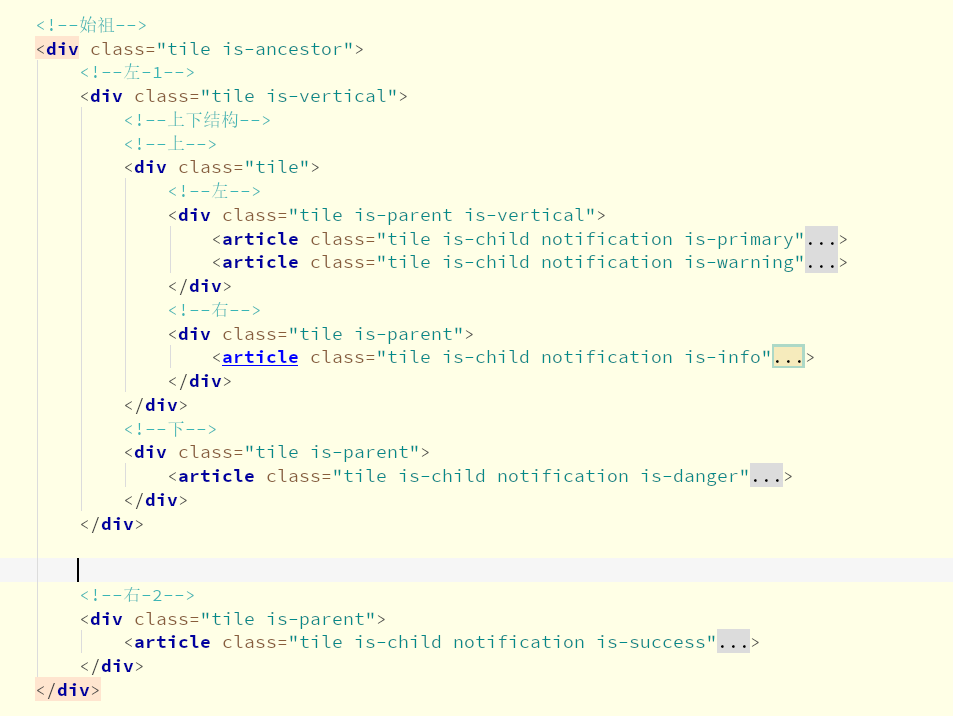 <!--始祖-->
<div class="tile is-ancestor">
<!--左-1-->
<div class="tile is-vertical">
<!--上下结构-->
<!--上-->
<div class="tile">
<!--左-->
<div class="tile is-parent is-vertical">
<article class="tile is-child notification is-primary"...>
<article class="tile is-child notification is-warning"...>
</div>
<!--右-->
<div class="tile is-parent">
<article class="tile is-child notification is-info"...>
</div>
</div>
<!--下-->
<div class="tile is-parent">
<article class="tile is-child notification is-danger"...>
</div>
</div>
<!--右-2-->
<div class="tile is-parent">
<article class="tile is-child notification is-success"...>
</div>
</div>